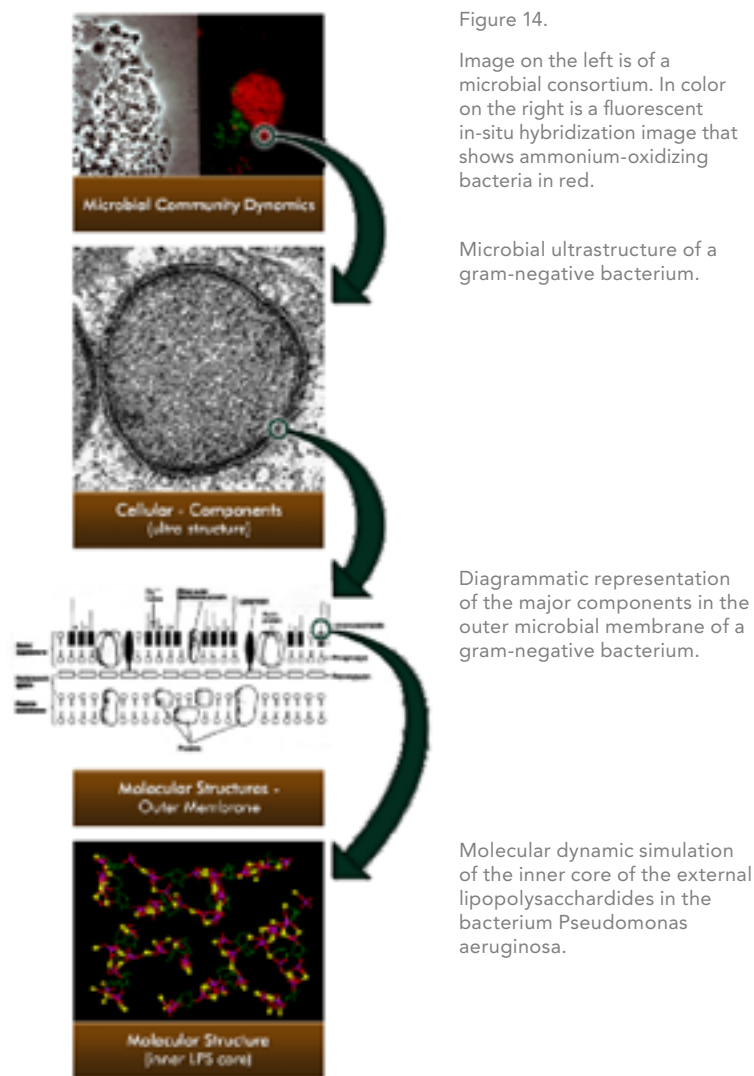 Figure 14.
Image on the left is of a
microbial consortium. In color
on the right is a fluorescent
in-situ hybridization image that
shows ammonium-oxidizing
bacteria in red.
Microbial Community Dynamics
Microbial ultrastructure of a
gram-negative bacterium.
Cellular - Components
(ultra structure)
Diagrammatic representation
of the major components in the
outer microbial membrane of a
gram-negative bacterium.
Molecular Structures -
Outer Membrane
Molecular dynamic simulation
of the inner core of the external
lipopolysacchardides in the
bacterium Pseudomonas
aeruginosa.
Molecular Structure
(inner LPS core)